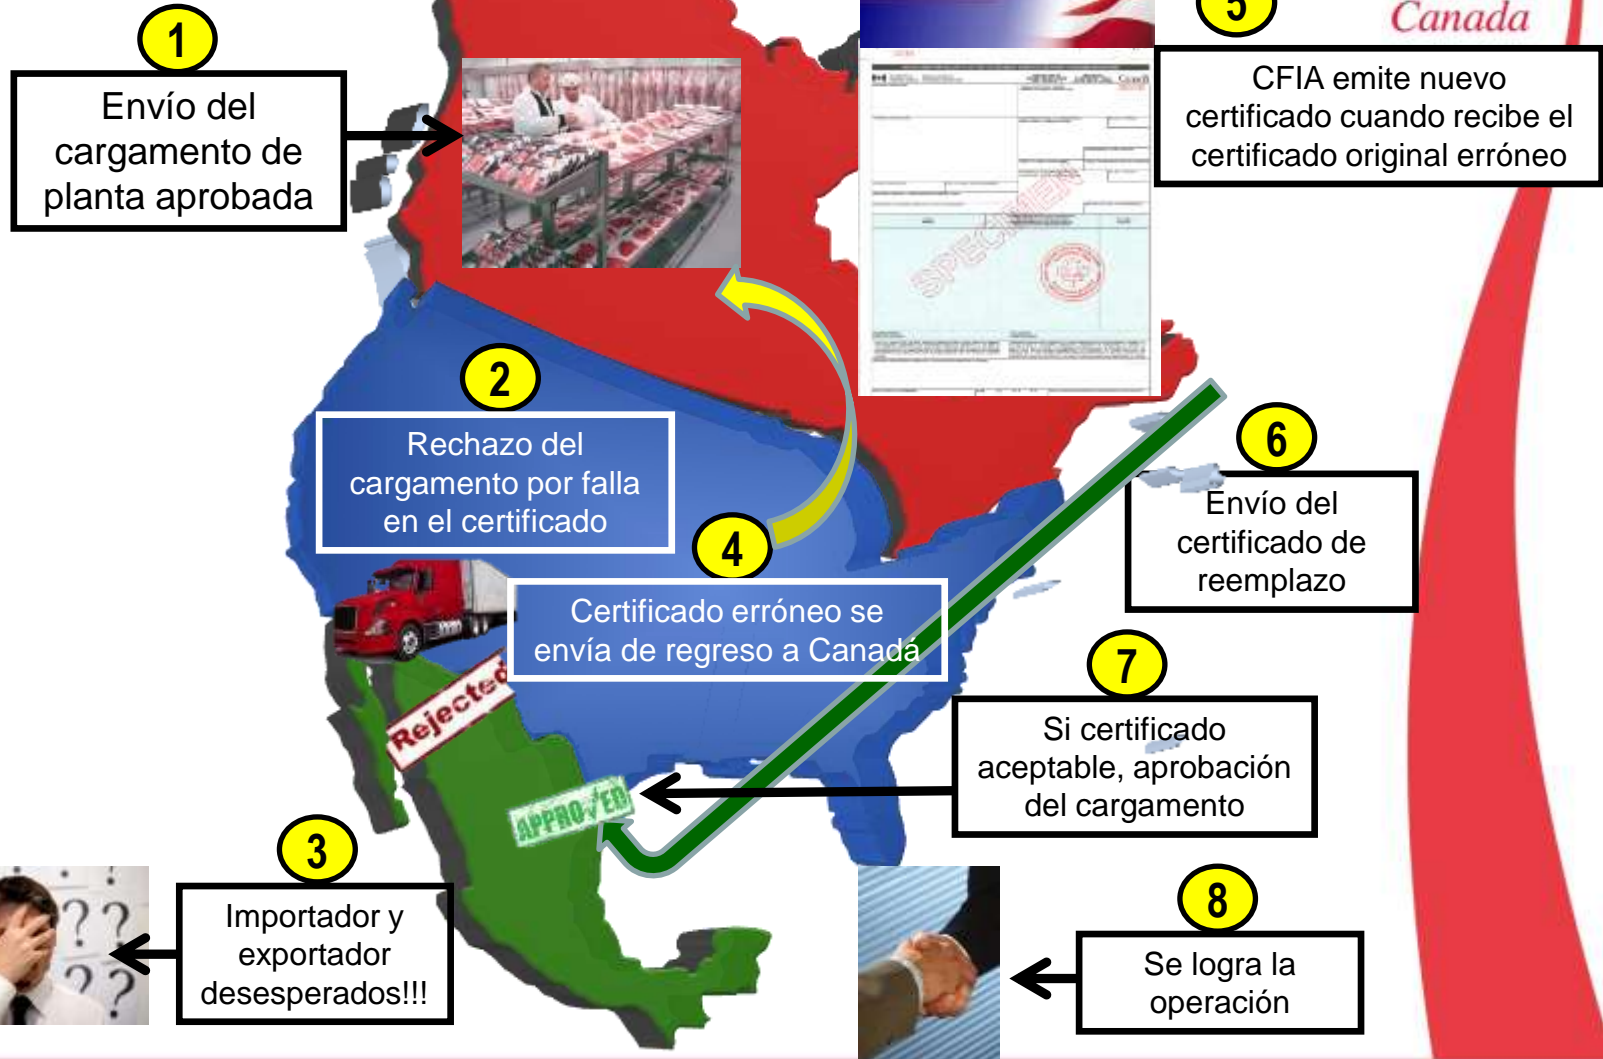 1
Envío del
cargamento de
planta aprobada
5
Canada
CFIA emite nuevo
certificado cuando recibe el
certificado original erróneo
SPECIMEN
2
Rechazo del
cargamento por falla
en el certificado
4
Certificado erróneo se
envía de regreso a Canadá
6
Envío del
certificado de
reemplazo
Rejected
7
Si certificado
aceptable, aprobación
del cargamento
APPROVED
3
Importador y
exportador
desesperados!!!
? ?
? ?
8
Se logra la
operación